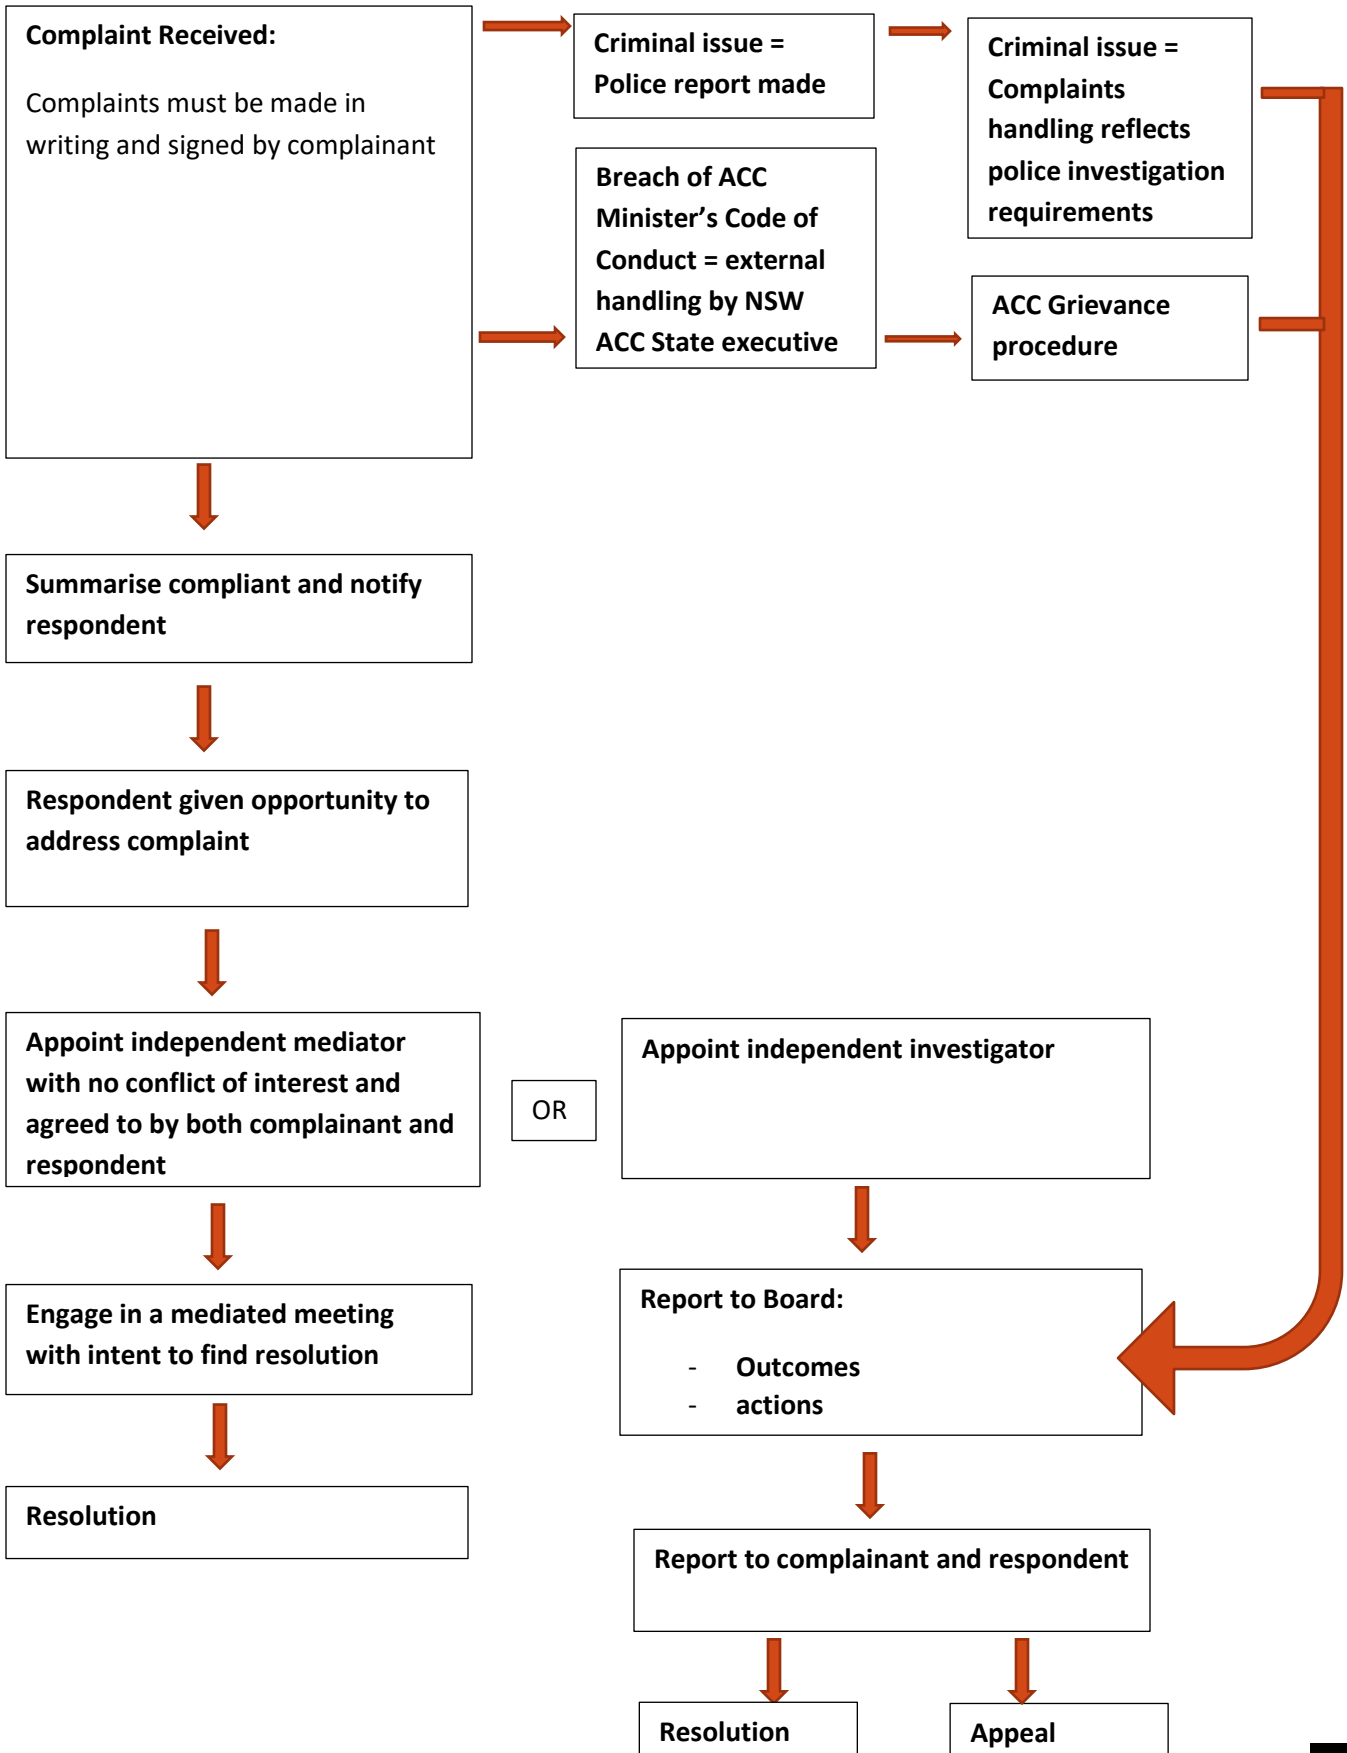 Complaint Received:
Complaints must be made in
writing and signed by complainant
Criminal issue =
Police report made
Criminal issue =
Complaints
handling reflects
police investigation
requirements
Breach of ACC
Minister’s Code of
Conduct = external
handling by NSW
ACC State executive
ACC Grievance
procedure
Summarise compliant and notify
respondent
Respondent given opportunity to
address complaint
Appoint independent mediator
with no conflict of interest and
agreed to by both complainant and
respondent
OR
Appoint independent investigator
Engage in a mediated meeting
with intent to find resolution
Report to Board:
- Outcomes
- actions
Resolution
Report to complainant and respondent
Resolution
Appeal